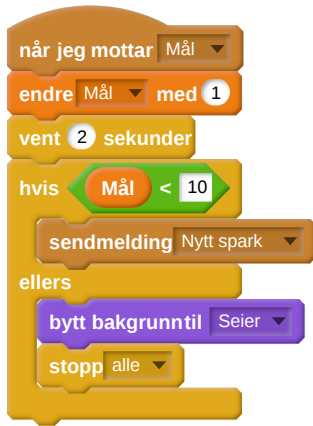 når jeg mottar Mål
endre Mål med 1
vent 2 sekunder
hvis Mål < 10
sendmelding Nytt spark
ellers
bytt bakgrunntil Seier
stopp alle